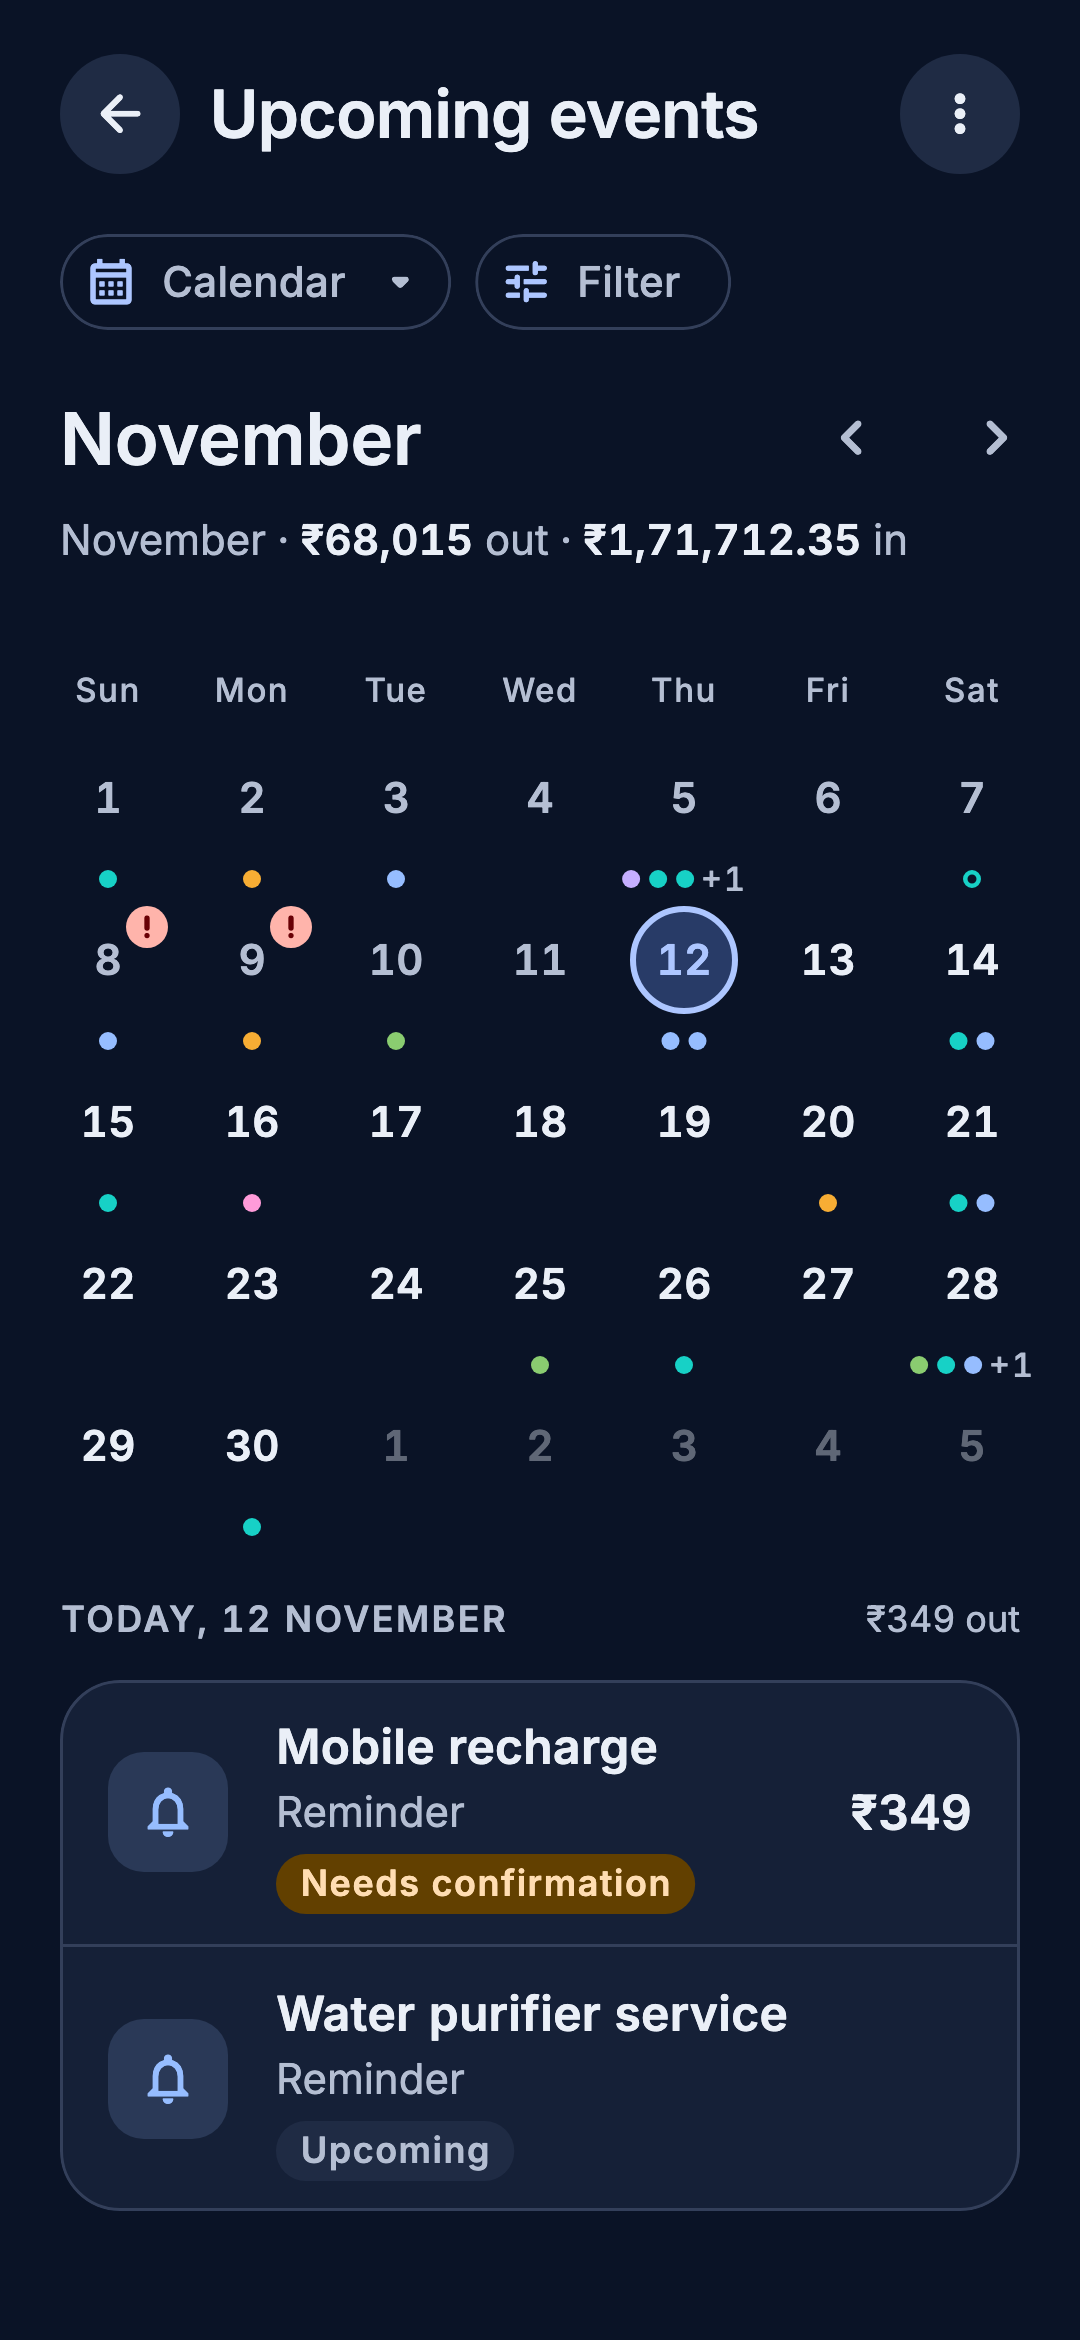 Upcoming events
Calendar
Filter
November
November · ₹68,015 out · ₹1,71,712.35 in
Sun Mon Tue Wed Thu Fri Sat
1 2 3 4 5 6 7
+1
8 9 10 11 12 13 14
15 16 17 18 19 20 21
22 23 24 25 26 27 28
+1
29 30 1 2 3 4 5
TODAY, 12 NOVEMBER
₹349 out
Mobile recharge
Reminder
₹349
Needs confirmation
Water purifier service
Reminder
Upcoming